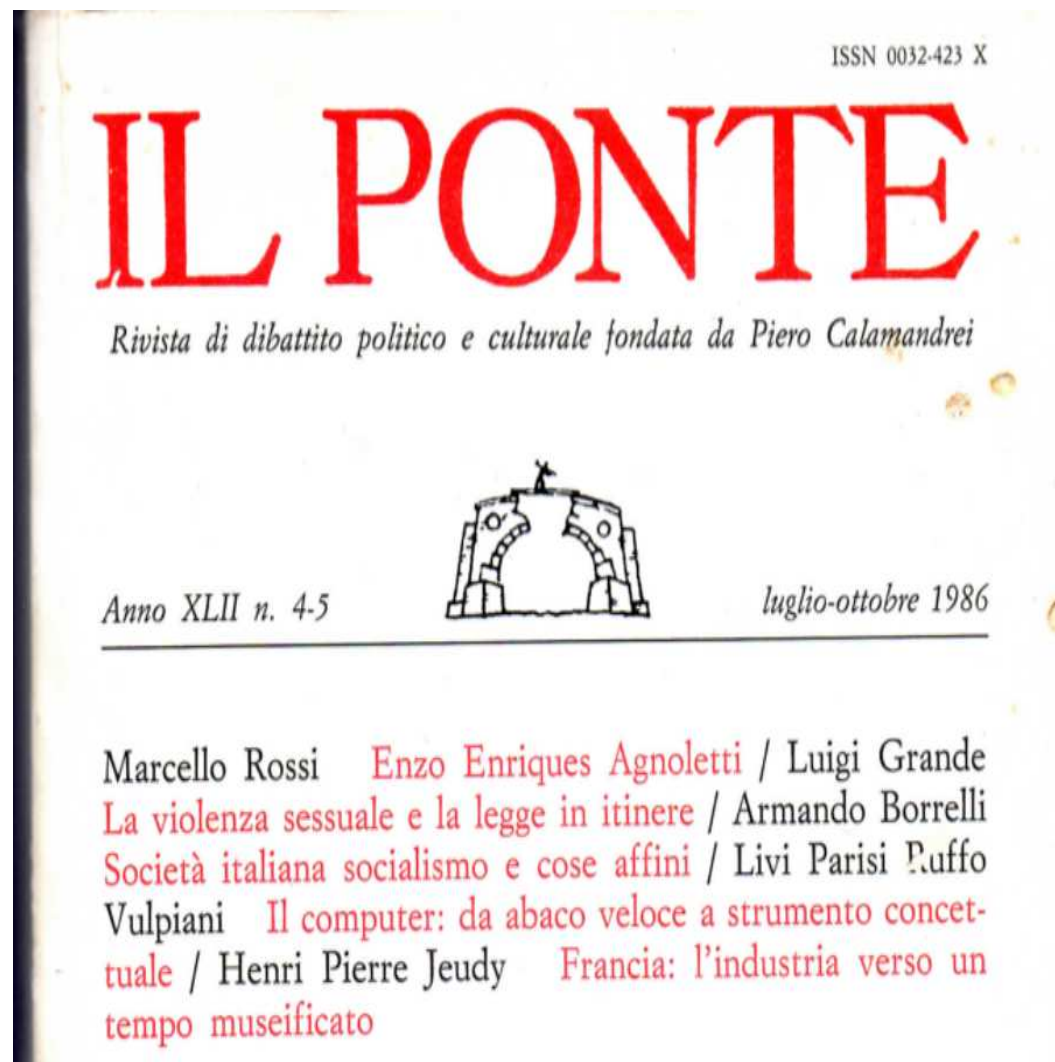 ISSN 0032-423 X
IL PONTE
Rivista di dibattito politico e culturale fondata da Piero Calamandrei
Anno XLII n. 4-5
luglio-ottobre 1986
Marcello Rossi Enzo Enriques Agnoletti / Luigi Grande
La violenza sessuale e la legge in itinere / Armando Borrelli
Società italiana socialismo e cose affini / Livi Parisi Ruffo
Vulpiani Il computer: da abaco veloce a strumento concet-
tuale / Henri Pierre Jeudy Francia: l'industria verso un
tempo museificato